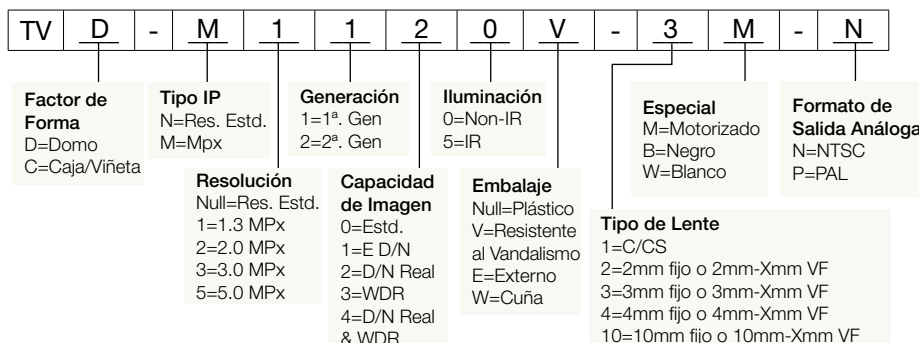 TV D - M 1 1 2 0 V - 3 M - N
Factor de
Forma
D=Domo
C=Caja/Viñeta
Tipo IP
N=Res. Estd.
M=Mpx
Resolución
Null=Res. Estd.
1=1.3 MPx
2=2.0 MPx
3=3.0 MPx
5=5.0 MPx
Generación
1=1ª. Gen
2=2ª. Gen
Capacidad
de Imagen
0=Estd.
1=E D/N
2=D/N Real
3=WDR
4=D/N Real
& WDR
Iluminación
0=Non-IR
5=IR
Embalaje
Null=Plástico
V=Resistente
al Vandalismo
E=Externo
W=Cuña
Tipo de Lente
1=C/CS
2=2mm fijo o 2mm-Xmm VF
3=3mm fijo o 3mm-Xmm VF
4=4mm fijo o 4mm-Xmm VF
10=10mm fijo o 10mm-Xmm VF
Especial
M=Motorizado
B=Negro
W=Blanco
Formato de
Salida Análoga
N=NTSC
P=PAL